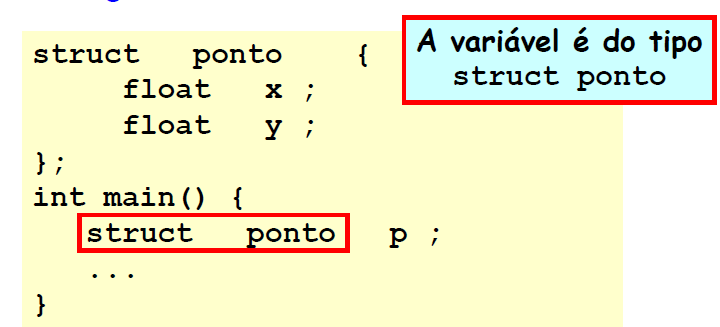 A variável é do tipo
struct ponto
struct ponto {
float x ;
float y ;
};
int main() {
struct ponto p ;
...
}